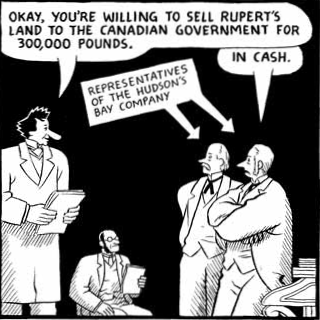 OKAY, YOU'RE WILLING TO SELL RUPERT'S
LAND TO THE CANADIAN GOVERNMENT FOR
300,000 POUNDS.
IN CASH.
REPRESENTATIVES
OF THE HUDSON'S
BAY COMPANY